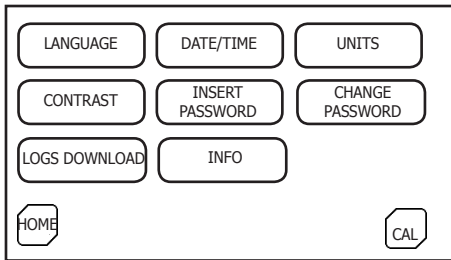 LANGUAGE
DATE/TIME
UNITS
CONTRAST
INSERT
PASSWORD
CHANGE
PASSWORD
LOGS DOWNLOAD
INFO
HOME
CAL